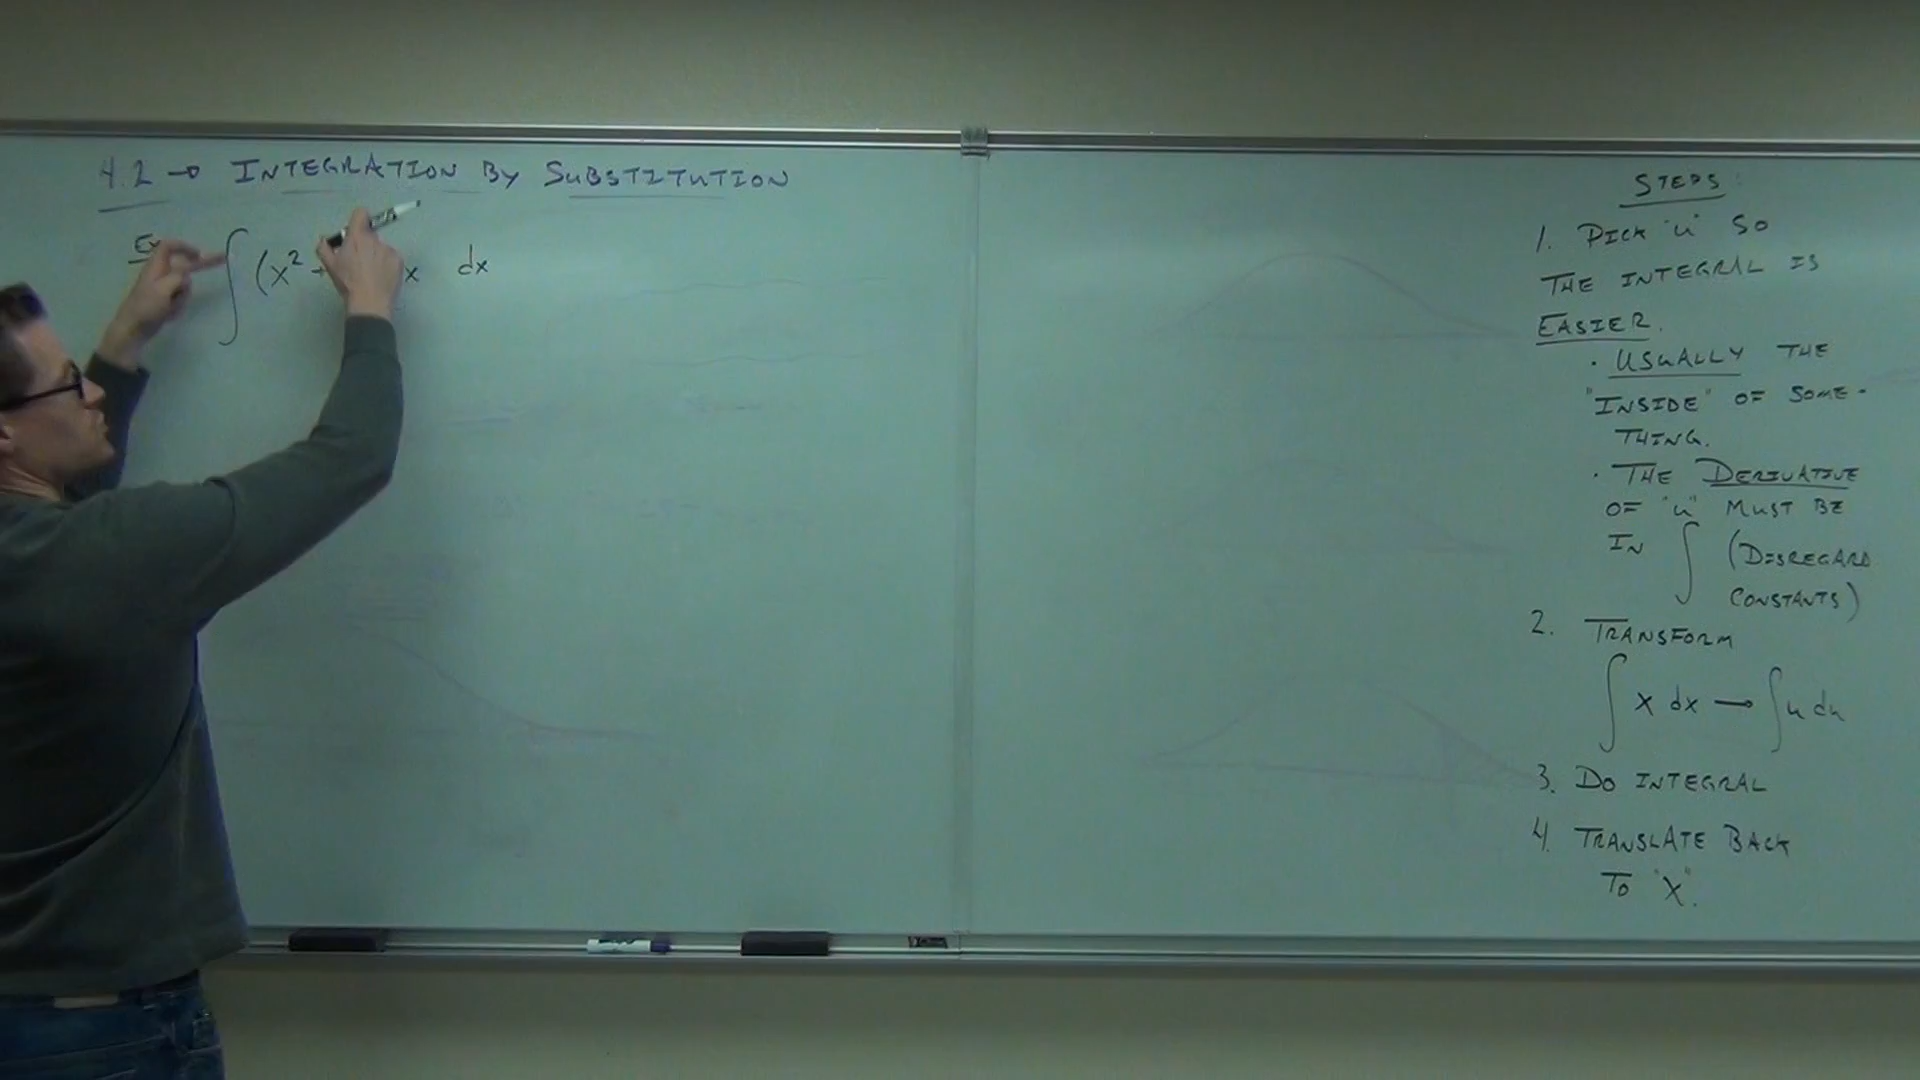 4.2 → INTEGRATION BY SUBSTITUTION
Ex
∫ (x² + x dx
STEPS:
1. PICK "u" SO
THE INTEGRAL IS
EASIER.
· USUALLY THE
"INSIDE" OF SOME-
THING.
· THE DERIVATIVE
OF "u" MUST BE
IN ∫ (DISREGARD
CONSTANTS)
2. TRANSFORM
∫ x dx → ∫ u du
3. DO INTEGRAL
4. TRANSLATE BACK
TO "X".